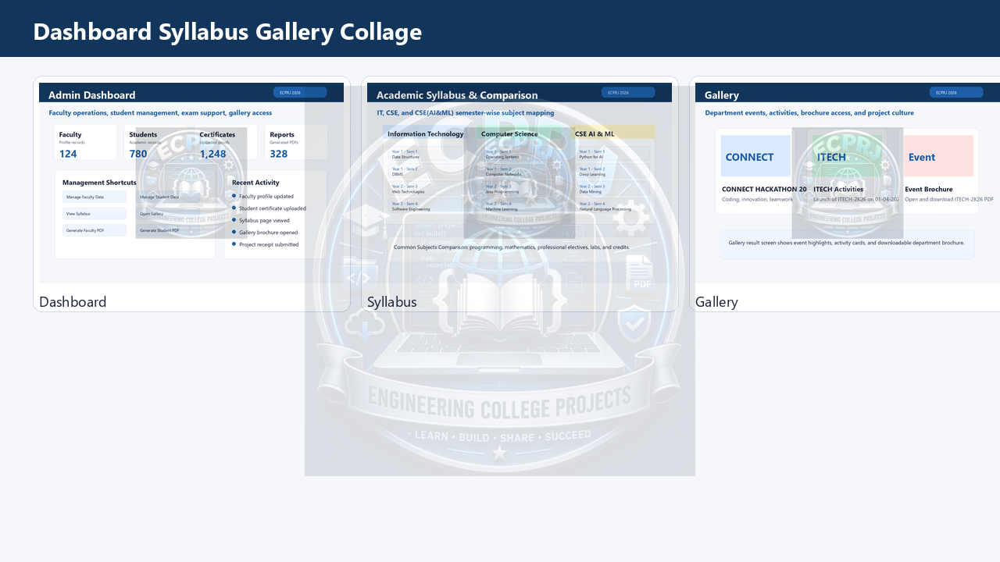 Dashboard Syllabus Gallery Collage
Admin Dashboard
ECPRJ 2026
Faculty operations, student management, exam support, gallery access
Faculty
Profile records
124
Students
Academic records
780
Certificates
Uploaded proofs
1,248
Reports
Generated PDFs
328
Management Shortcuts
Manage Faculty Data
Manage Student Data
View Syllabus
Open Gallery
Generate Faculty PDF
Generate Student PDF
Recent Activity
Faculty profile updated
Student certificate uploaded
Syllabus page viewed
Gallery brochure opened
Project receipt submitted
Dashboard
Academic Syllabus & Comparison
ECPRJ 2026
IT, CSE, and CSE(AI&ML) semester-wise subject mapping
Information Technology
Year 1 - Sem 1
Data Structures
Year 1 - Sem 2
DBMS
Year 2 - Sem 3
Web Technologies
Year 2 - Sem 4
Software Engineering
Computer Science
Year 1 - Sem 1
Operating Systems
Year 1 - Sem 2
Computer Networks
Year 2 - Sem 3
Java Programming
Year 2 - Sem 4
Machine Learning
CSE AI & ML
Year 1 - Sem 1
Python for AI
Year 1 - Sem 2
Deep Learning
Year 2 - Sem 3
Data Mining
Year 2 - Sem 4
Natural Language Processing
Common Subjects Comparison: programming, mathematics, professional electives, labs, and credits.
Syllabus
Gallery
ECPRJ 2026
Department events, activities, brochure access, and project culture
CONNECT
CONNECT HACKATHON 20
Coding, innovation, teamwork
ITECH
ITECH Activities
Launch of ITECH-2K26 on 01-04-202
Event
Event Brochure
Open and download ITECH-2K26 PDF
Gallery result screen shows event highlights, activity cards, and downloadable department brochure.
Gallery
ECPRJ
PDF
ENGINEERING COLLEGE PROJECTS
LEARN • BUILD • SHARE • SUCCEED